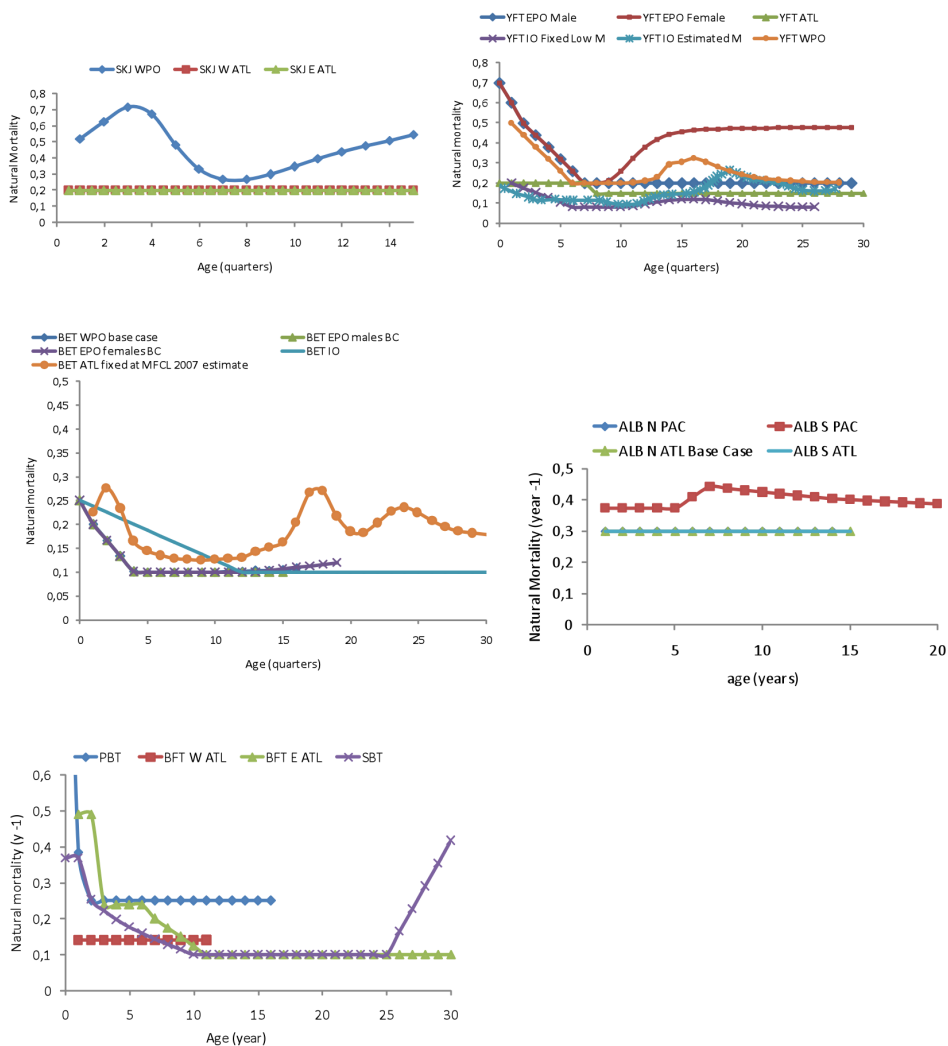 SKJ WPO SKJ W ATL SKJ E ATL
0,8
0,7
0,6
0,5
0,4
0,3
0,2
0,1
0
Natural Mortality
0 2 4 6 8 10 12 14
Age (quarters)
YFT EPO Male YFT EPO Female YFT ATL
YFT IO Fixed Low M YFT IO Estimated M YFT WPO
0,8
0,7
0,6
0,5
0,4
0,3
0,2
0,1
0
Natural mortality
0 5 10 15 20 25 30
Age (quarters)
BET WPO base case BET EPO males BC
BET EPO females BC BET IO
BET ATL fixed at MFCL 2007 estimate
0,5
0,45
0,4
0,35
0,3
0,25
0,2
0,15
0,1
0,05
0
Natural mortality
0 5 10 15 20 25 30
Age (quarters)
ALB N PAC ALB S PAC
ALB N ATL Base Case ALB S ATL
0,5
0,4
0,3
0,2
0,1
0
Natural Mortality (year -1)
0 5 10 15 20
age (years)
PBT BFT W ATL BFT E ATL SBT
0,6
0,5
0,4
0,3
0,2
0,1
0
Natural mortality (y -1)
0 5 10 15 20 25 30
Age (year)